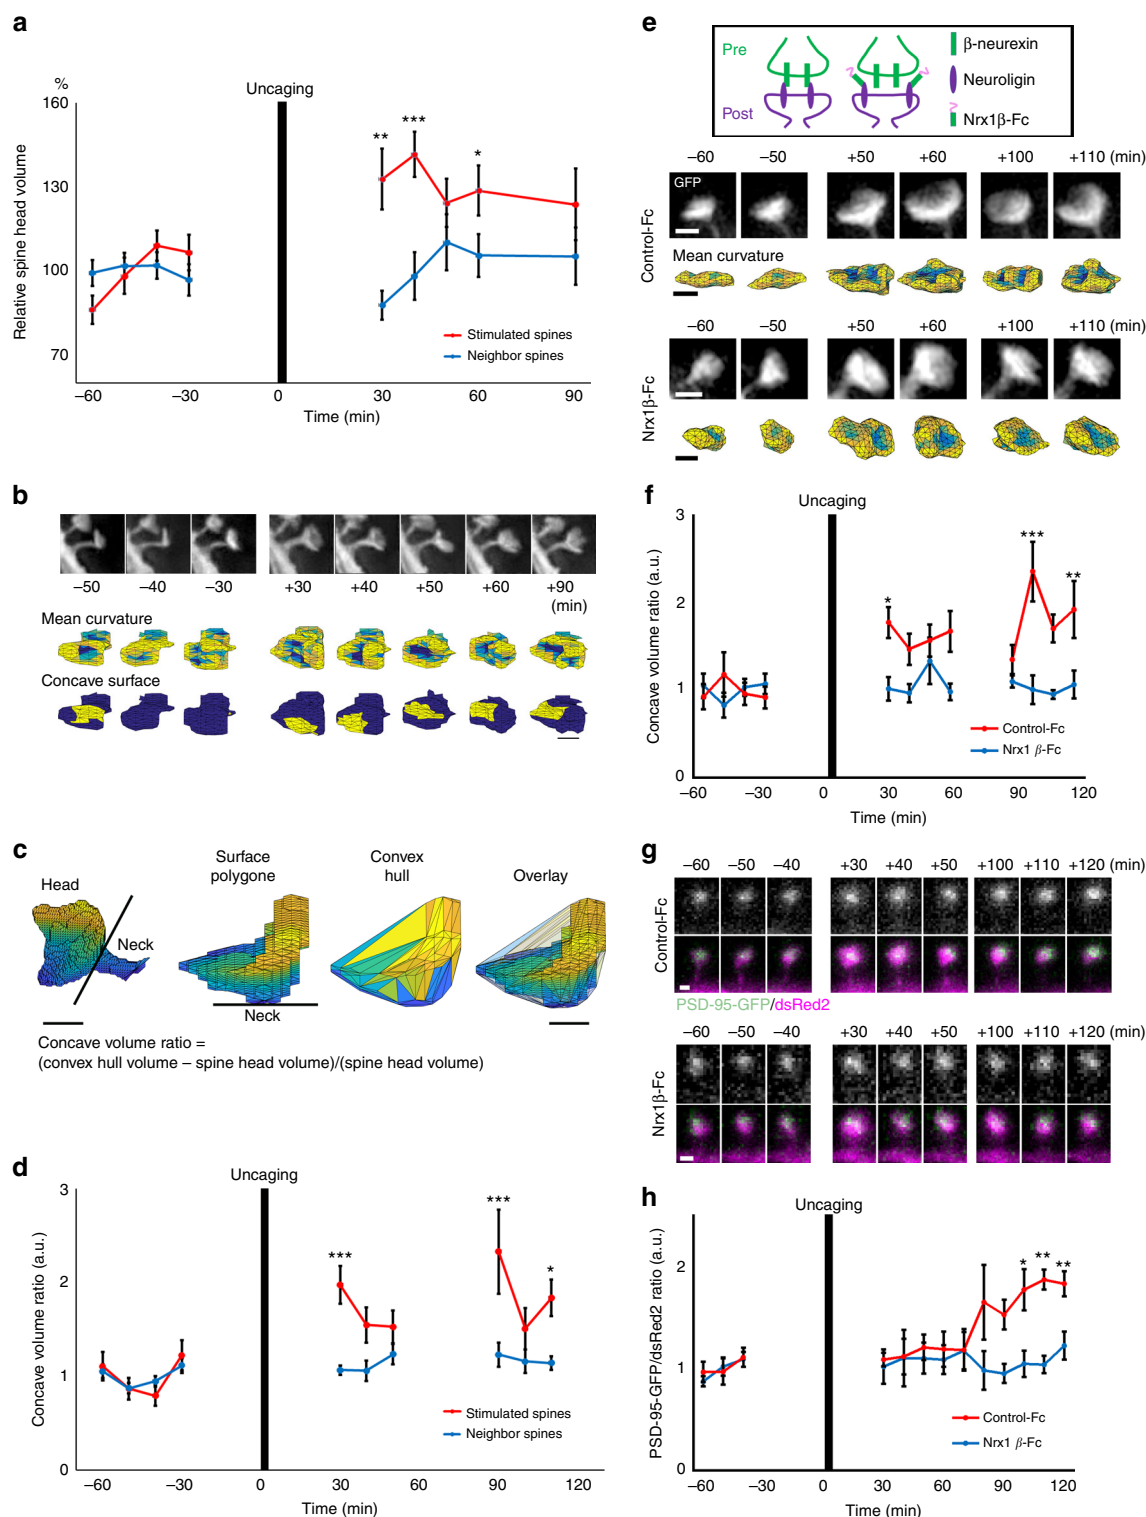 a
%
Uncaging
160
130
100
70
Relative spine head volume
** *** *
Stimulated spines
Neighbor spines
–60 –30 0 30 60 90
Time (min)
b
–50 –40 –30 +30 +40 +50 +60 +90
(min)
Mean curvature
Concave surface
c
Head
Neck
Surface
polygone
Neck
Convex
hull
Overlay
Concave volume ratio =
(convex hull volume – spine head volume)/(spine head volume)
d
Uncaging
3
2
1
0
Concave volume ratio (a.u.)
*** *** *
Stimulated spines
Neighbor spines
–60 –30 0 30 60 90 120
Time (min)
e
Pre
Post
β-neurexin
Neuroligin
Nrx1β-Fc
–60 –50 +50 +60 +100 +110 (min)
GFP
Control-Fc
Mean curvature
–60 –50 +50 +60 +100 +110 (min)
Nrx1β-Fc
f
Uncaging
3
2
1
0
Concave volume ratio (a.u.)
* *** **
Control-Fc
Nrx1 β-Fc
–60 –30 0 30 60 90 120
Time (min)
g
–60 –50 –40 +30 +40 +50 +100 +110 +120
Control-Fc
PSD-95-GFP/dsRed2
–60 –50 –40 +30 +40 +50 +100 +110 +120
Nrx1β-Fc
h
Uncaging
2
1
0
PSD-95-GFP/dsRed2 ratio (a.u.)
* ** **
Control-Fc
Nrx1 β-Fc
–60 –30 0 30 60 90 120
Time (min)